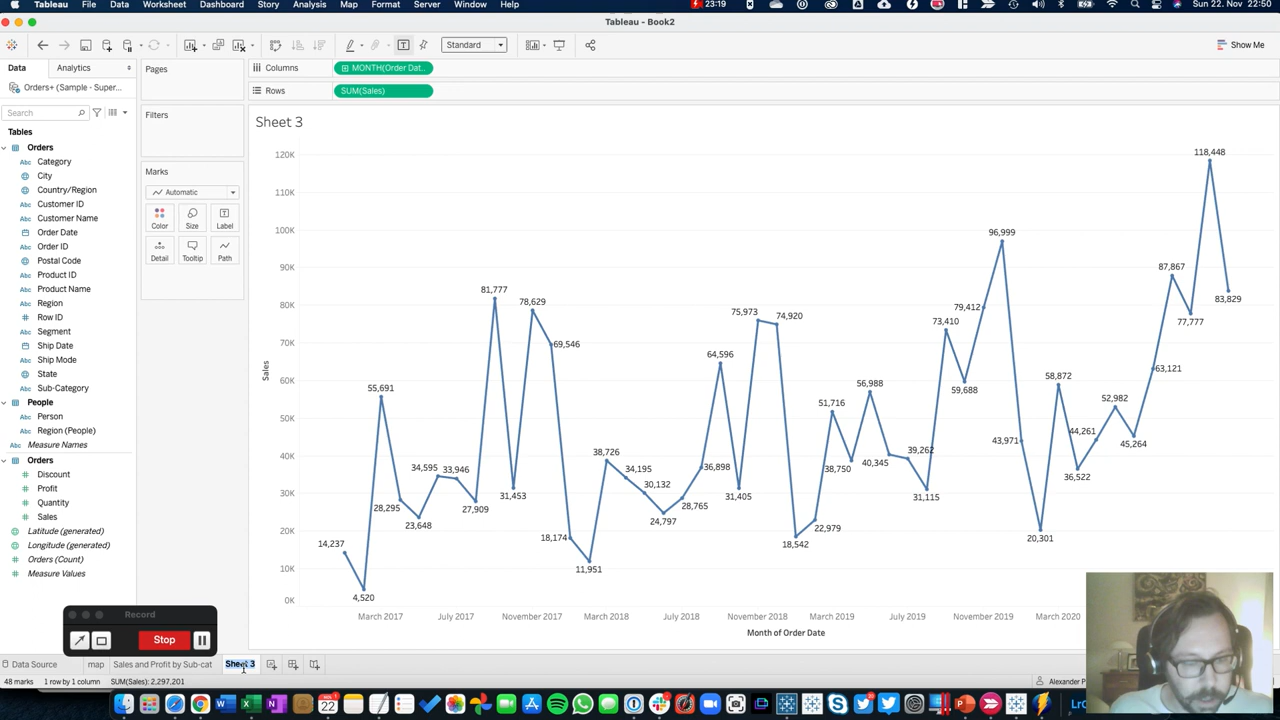 Tableau File Data Worksheet Dashboard Story Analysis Map Format Server Window Help 23:19 Sun 22. Nov 22:50
Tableau - Book2
Standard Show Me
Data Analytics Pages Columns MONTH(Order Dat..
Orders+ (Sample - Super... Rows SUM(Sales)
Search Filters
Sheet 3
Tables
Orders
Category
City
Country/Region
Customer ID
Customer Name
Order Date
Order ID
Postal Code
Product ID
Product Name
Region
Row ID
Segment
Ship Date
Ship Mode
State
Sub-Category
People
Person
Region (People)
Measure Names
Orders
Discount
Profit
Quantity
Sales
Latitude (generated)
Longitude (generated)
Orders (Count)
Measure Values
Marks
Automatic
Color Size Label
Detail Tooltip Path
120K
110K
100K
90K
80K
70K
60K
50K
40K
30K
20K
10K
0K
Sales
14,237
4,520
55,691
28,295
23,648
34,595
33,946
27,909
81,777
31,453
78,629
69,546
18,174
11,951
38,726
34,195
30,132
24,797
28,765
36,898
64,596
31,405
75,973
74,920
18,542
22,979
51,716
38,750
56,988
40,345
39,262
31,115
73,410
59,688
79,412
96,999
43,971
20,301
58,872
36,522
44,261
52,982
45,264
63,121
87,867
77,777
118,448
83,829
March 2017 July 2017 November 2017 March 2018 July 2018 November 2018 March 2019 July 2019 November 2019 March 2020
Month of Order Date
Record
Stop
Data Source map Sales and Profit by Sub-cat Sheet 3
48 marks 1 row by 1 column SUM(Sales): 2,297,201 Alexander P